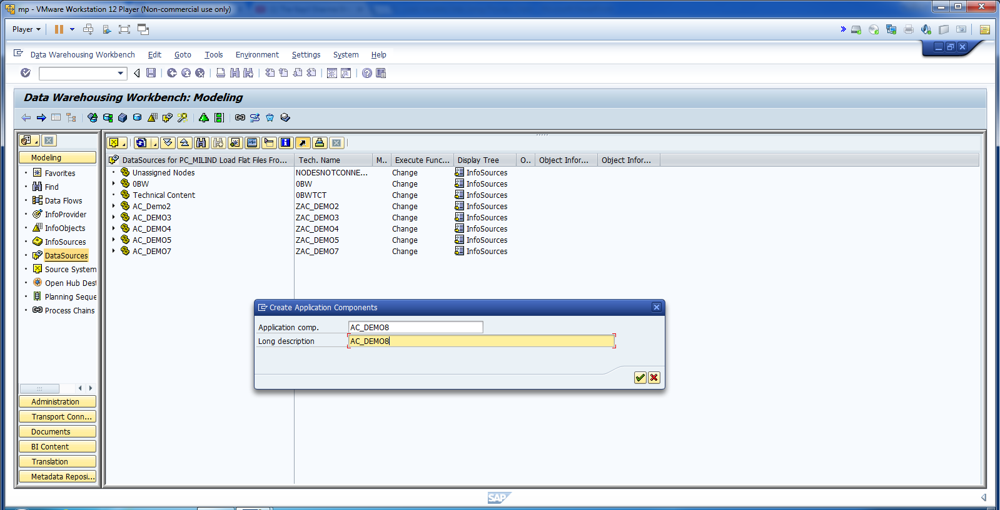 mp - VMware Workstation 12 Player (Non-commercial use only)
Player
Data Warehousing Workbench Edit Goto Tools Environment Settings System Help
Data Warehousing Workbench: Modeling
Modeling
Favorites
Find
Data Flows
InfoProvider
InfoObjects
InfoSources
DataSources
Source System
Open Hub Dest
Planning Seque
Process Chains
Administration
Transport Conn...
Documents
BI Content
Translation
Metadata Reposi...
DataSources for PC_MILIND Load Flat Files Fro... Tech. Name M.. Execute Func... Display Tree O.. Object Infor... Object Infor...
Unassigned Nodes NODESNOTCONNE... Change InfoSources
0BW 0BW Change InfoSources
Technical Content 0BWTCT Change InfoSources
AC_Demo2 ZAC_DEMO2 Change InfoSources
AC_DEMO3 ZAC_DEMO3 Change InfoSources
AC_DEMO4 ZAC_DEMO4 Change InfoSources
AC_DEMO5 ZAC_DEMO5 Change InfoSources
AC_DEMO7 ZAC_DEMO7 Change InfoSources
Create Application Components
Application comp. AC_DEMO8
Long description AC_DEMO8
SAP